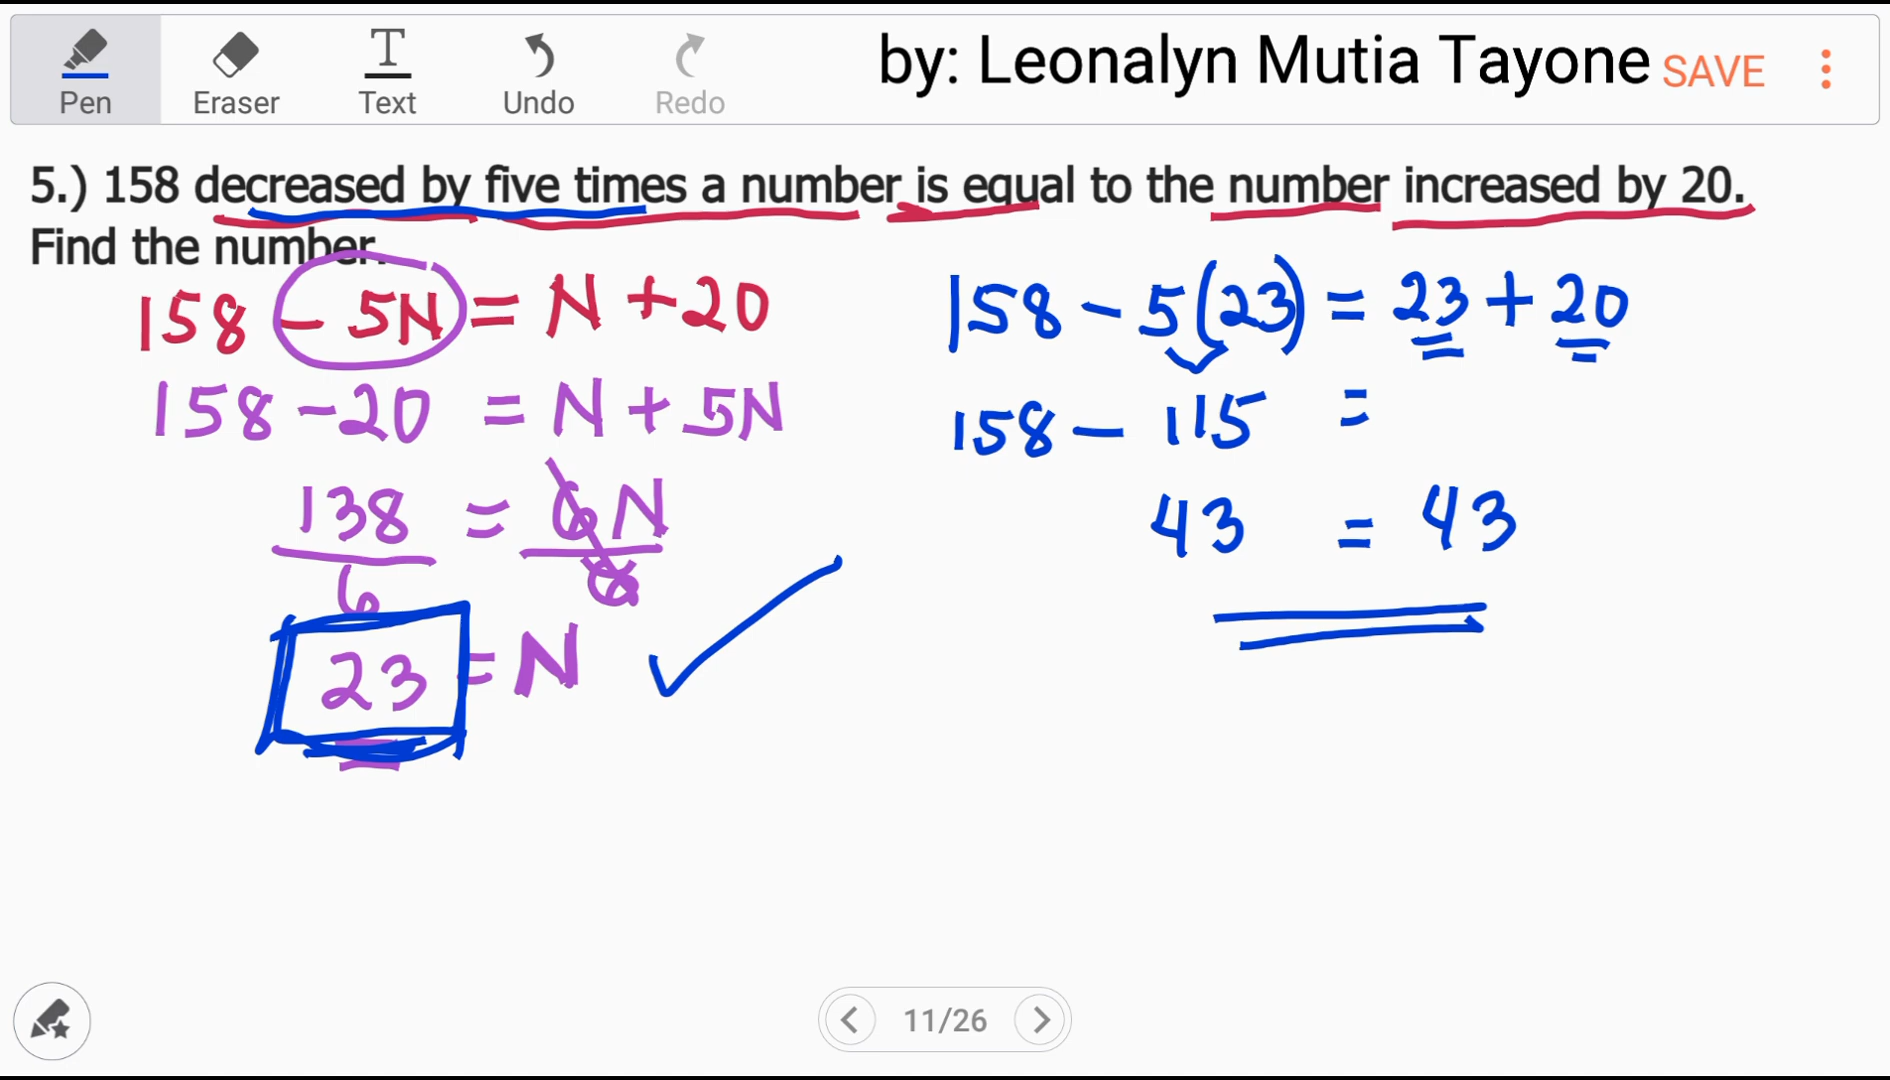 by: Leonalyn Mutia Tayone
SAVE
Pen
Eraser
Text
Undo
Redo
5.) 158 decreased by five times a number is equal to the number increased by 20.
Find the number.
158 - 5N = N + 20
158 - 20 = N + 5N
138 = 6N
6 6
23 = N
158 - 5(23) = 23 + 20
158 - 115 =
43 = 43
11/26